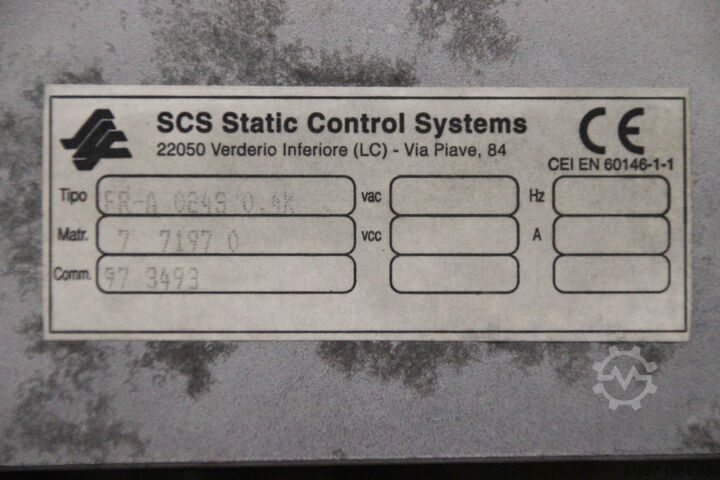 SCS Static Control Systems
22050 Verderio Inferiore (LC) - Via Piave, 84
CE
CEI EN 60146-1-1
Tipo FR-A 024S 0.4K vac Hz
Matr. 7 7197 0 vcc A
Comm. 97 3493